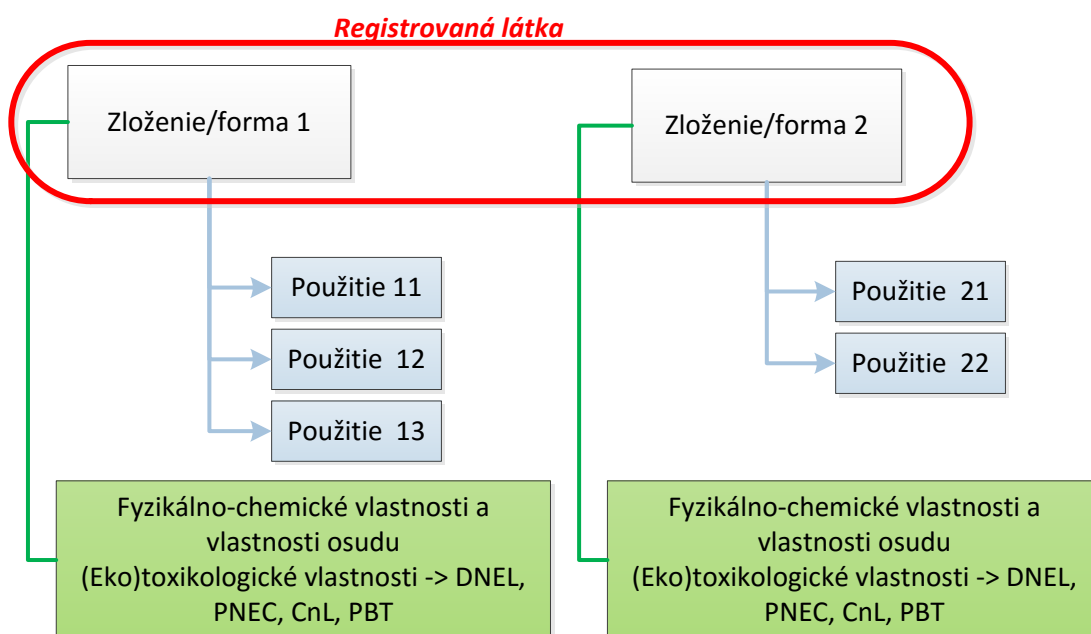 Registrovaná látka
Zloženie/forma 1
Zloženie/forma 2
Použitie 11
Použitie 12
Použitie 13
Použitie 21
Použitie 22
Fyzikálno-chemické vlastnosti a
vlastnosti osudu
(Eko)toxikologické vlastnosti -> DNEL,
PNEC, CnL, PBT
Fyzikálno-chemické vlastnosti a
vlastnosti osudu
(Eko)toxikologické vlastnosti -> DNEL,
PNEC, CnL, PBT